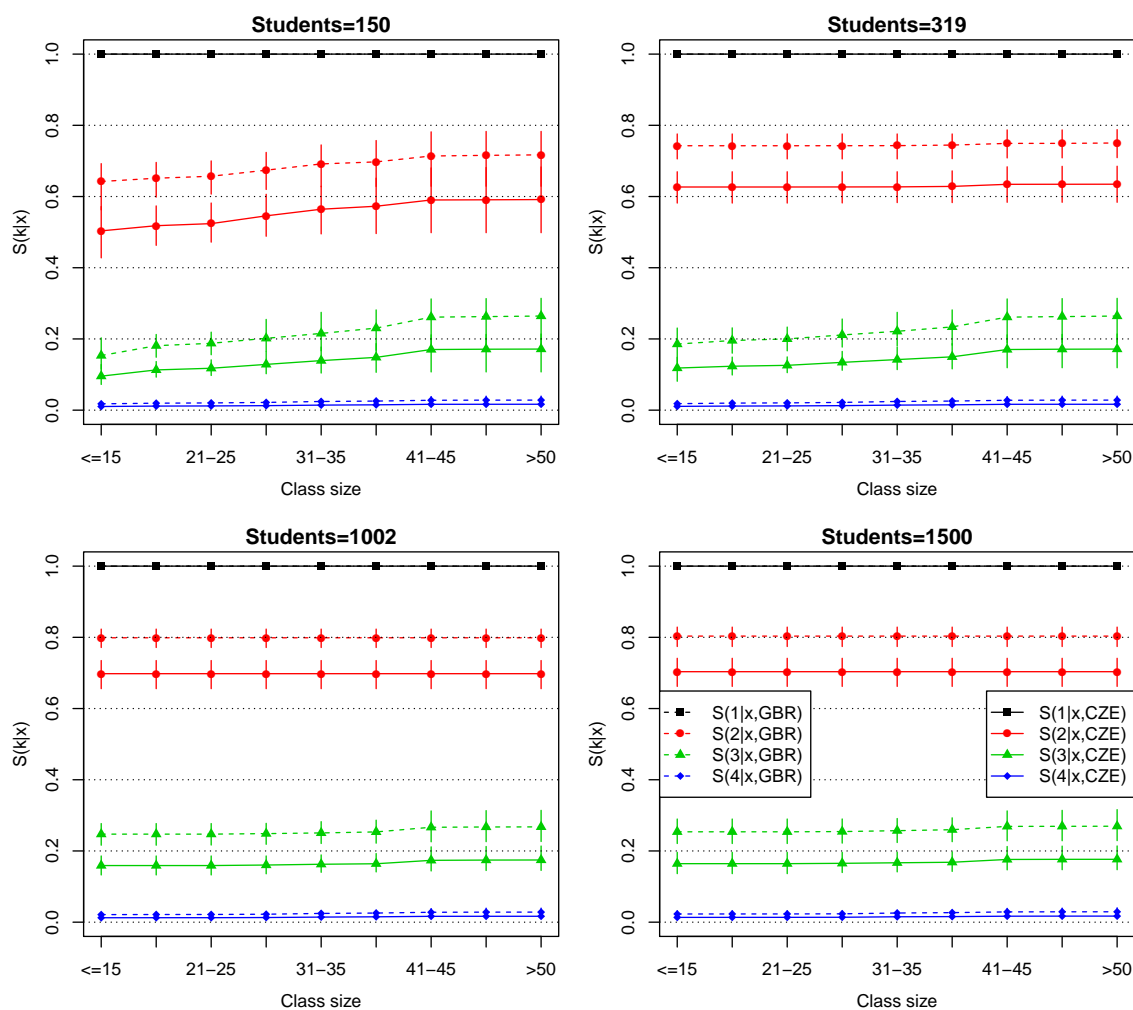 Students=150
S(k|x)
1.0
0.8
0.6
0.4
0.2
0.0
<=15
21−25
31−35
41−45
>50
Class size
Students=319
S(k|x)
1.0
0.8
0.6
0.4
0.2
0.0
<=15
21−25
31−35
41−45
>50
Class size
Students=1002
S(k|x)
1.0
0.8
0.6
0.4
0.2
0.0
<=15
21−25
31−35
41−45
>50
Class size
Students=1500
S(k|x)
1.0
0.8
0.6
0.4
0.2
0.0
S(1|x,GBR)
S(2|x,GBR)
S(3|x,GBR)
S(4|x,GBR)
S(1|x,CZE)
S(2|x,CZE)
S(3|x,CZE)
S(4|x,CZE)
<=15
21−25
31−35
41−45
>50
Class size